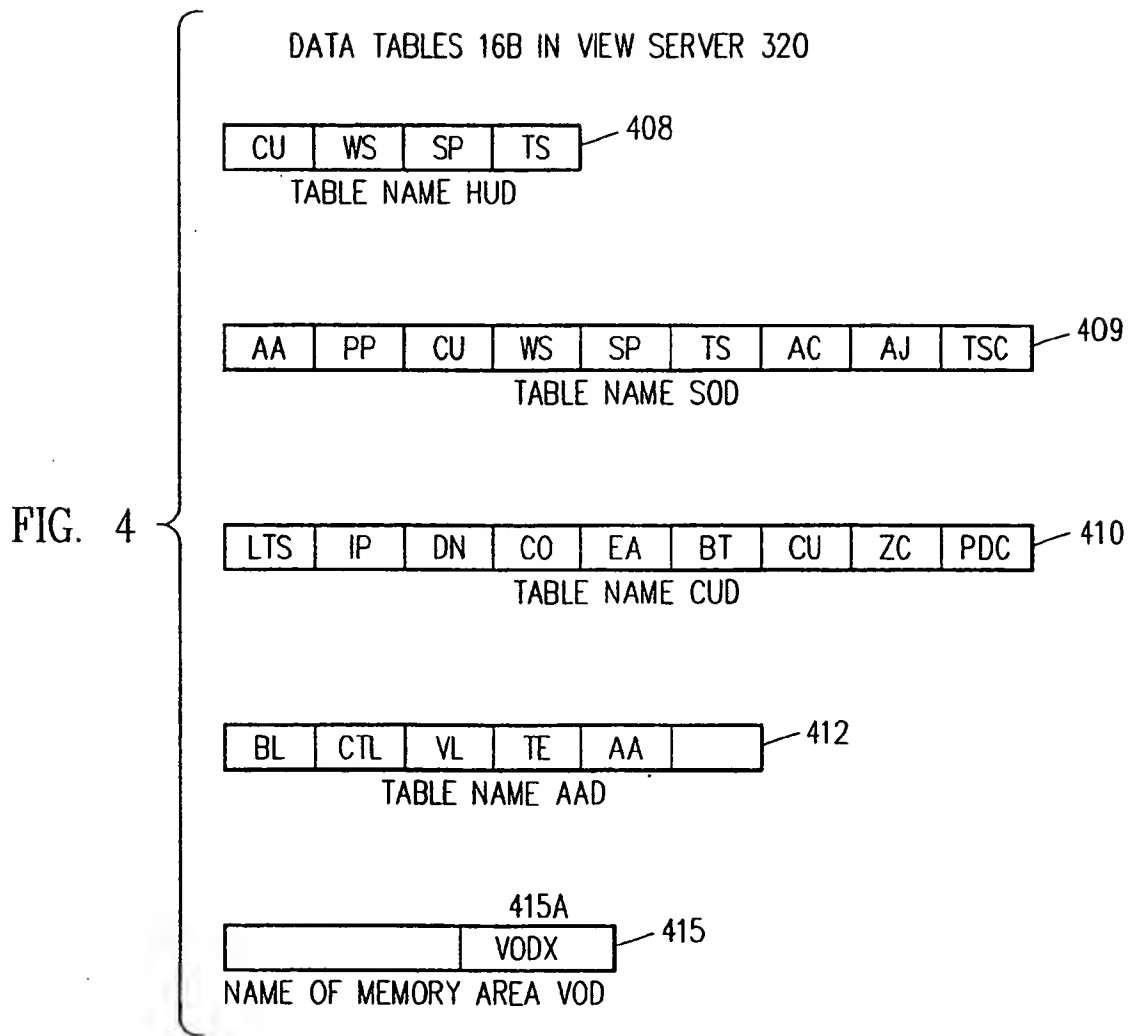 DATA TABLES 16B IN VIEW SERVER 320
CU WS SP TS 408
TABLE NAME HUD
AA PP CU WS SP TS AC AJ TSC 409
TABLE NAME SOD
FIG. 4
LTS IP DN CO EA BT CU ZC PDC 410
TABLE NAME CUD
BL CTL VL TE AA 412
TABLE NAME AAD
415A
VODX 415
NAME OF MEMORY AREA VOD